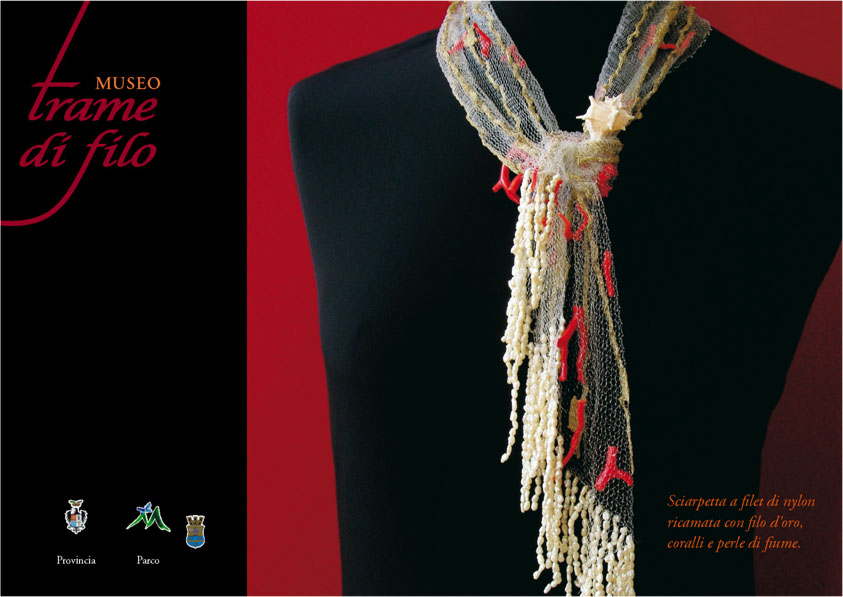 MUSEO
trame
di filo
Sciarpetta a filet di nylon
ricamata con filo d'oro,
coralli e perle di fiume.
Provincia
Parco